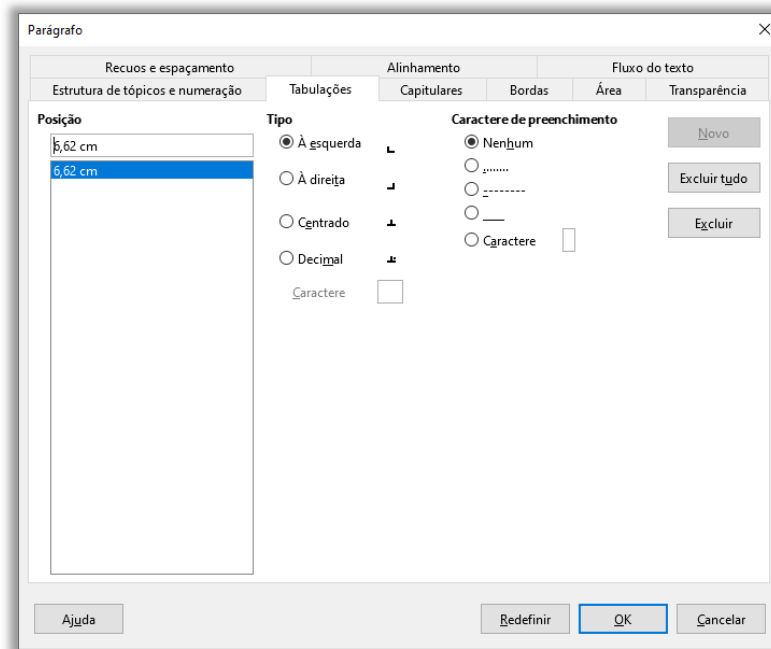 Parágrafo
Recuos e espaçamento Alinhamento Fluxo do texto
Estrutura de tópicos e numeração Tabulações Capitulares Bordas Área Transparência
Posição Tipo Caractere de preenchimento
6,62 cm À esquerda Nenhum Novo
6,62 cm ........
À direita -------- Excluir tudo
Centrado ___ Excluir
Decimal Caractere
Caractere
Ajuda Redefinir OK Cancelar